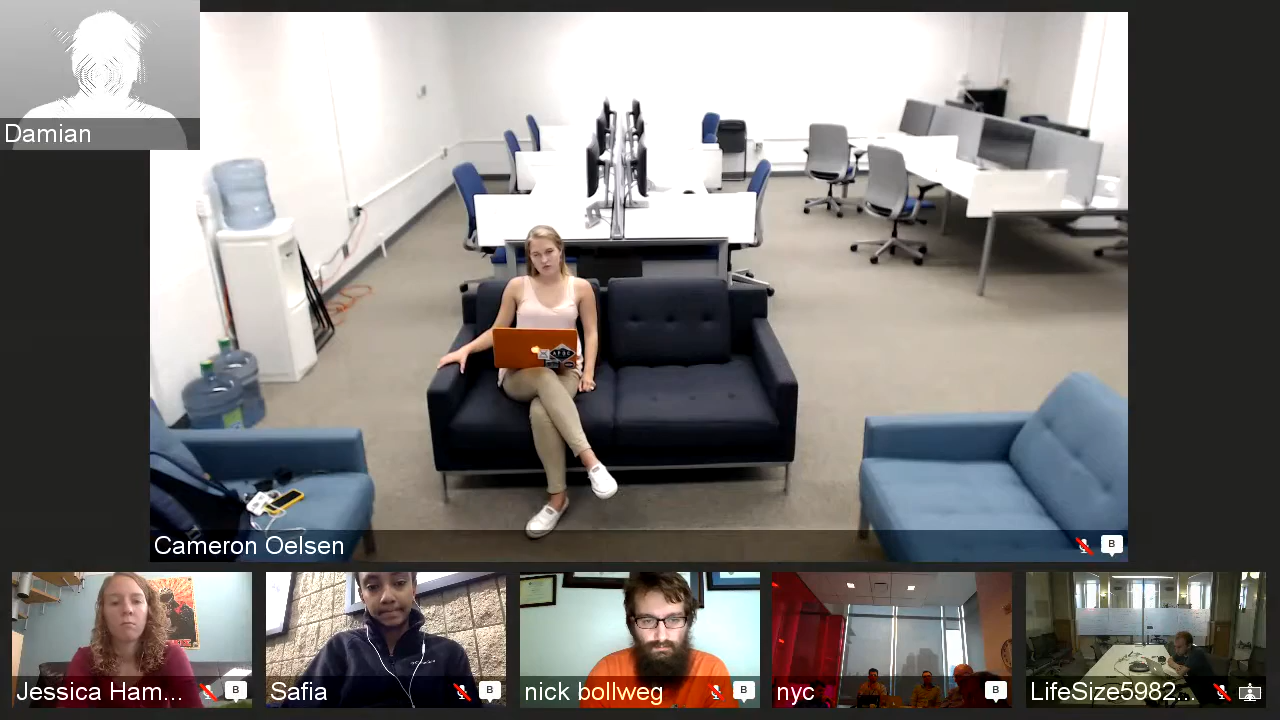 Damian
Cameron Oelsen
B
Jessica Ham...
B
Safia
B
nick bollweg
B
nyc
B
LifeSize5982...